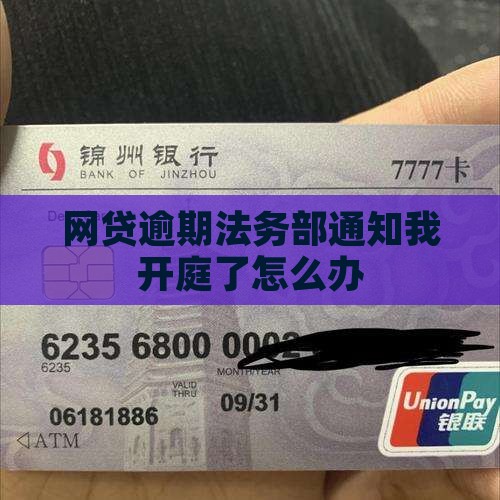 锦州银行
BANK OF JINZHOU
7777卡
网贷逾期法务部通知我
开庭了怎么办
6235 6800 0002
6235
MONTH/YEAR
VALID
THRU
09/31
06181886
ATM
UnionPay
银联